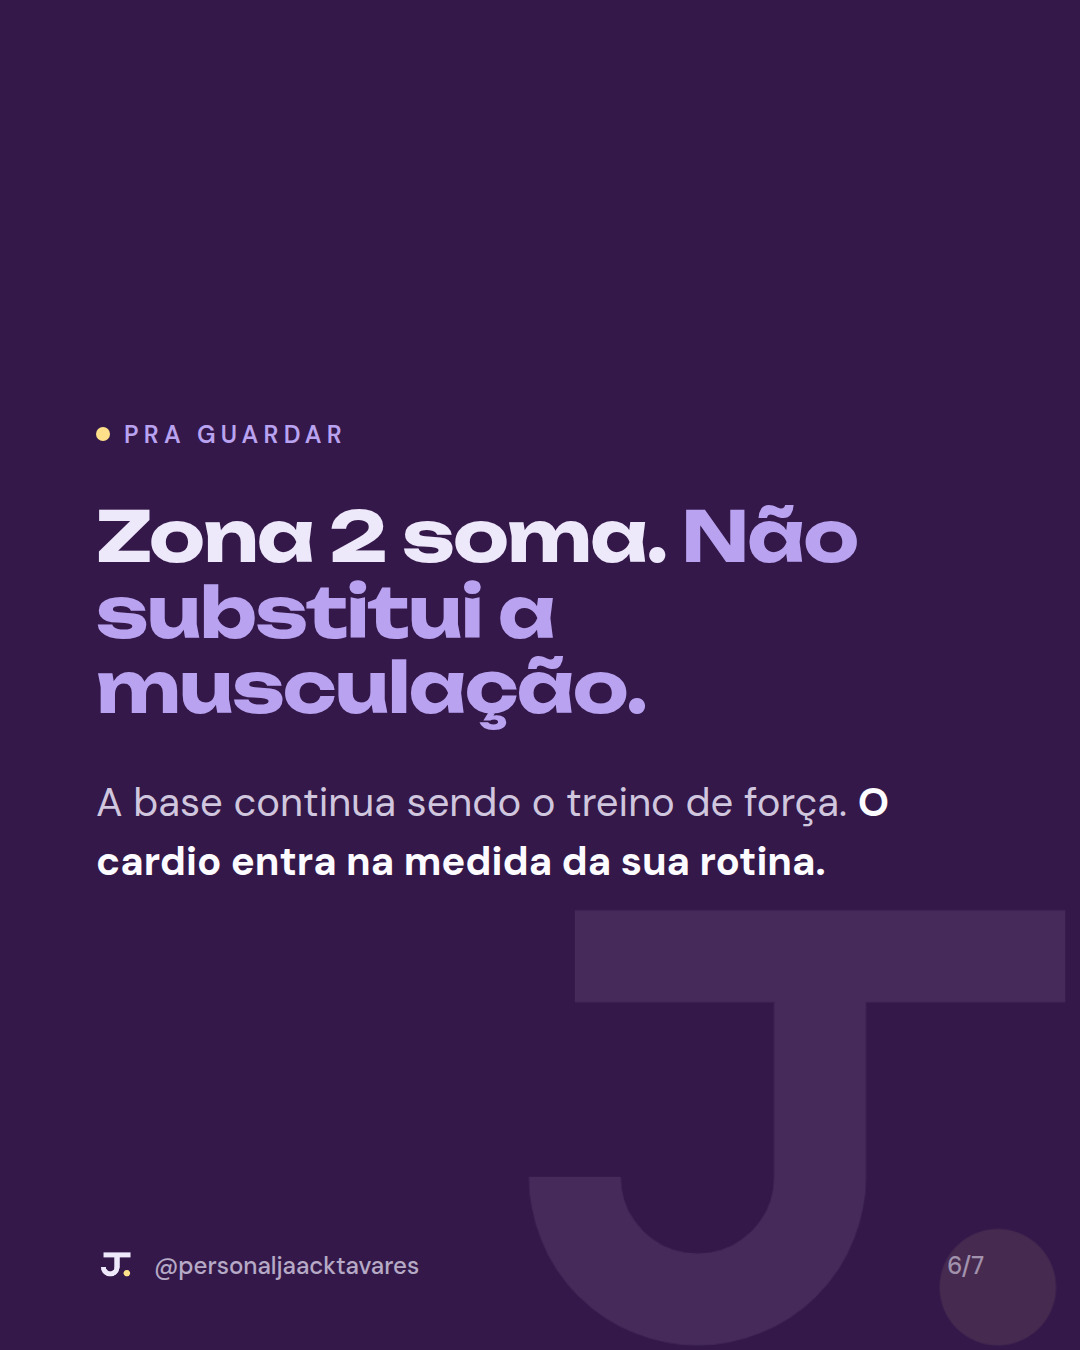 PRA GUARDAR
Zona 2 soma. Não
substitui a
musculação.
A base continua sendo o treino de força. O
cardio entra na medida da sua rotina.
J.
@personaljaacktavares
6/7